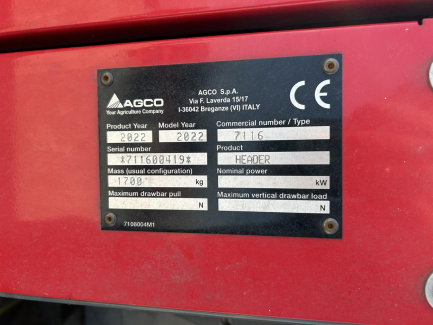 AGCO
Your Agriculture Company
AGCO S.p.A.
Via F. Laverda 15/17
I-36042 Breganze (VI) ITALY
CE
Product Year Model Year Commercial number / Type
2022 2022 7116
Serial number Product
*711600419* HEADER
Mass (usual configuration) Nominal power
1700 kg kW
Maximum drawbar pull Maximum vertical drawbar load
N N
7106004M1